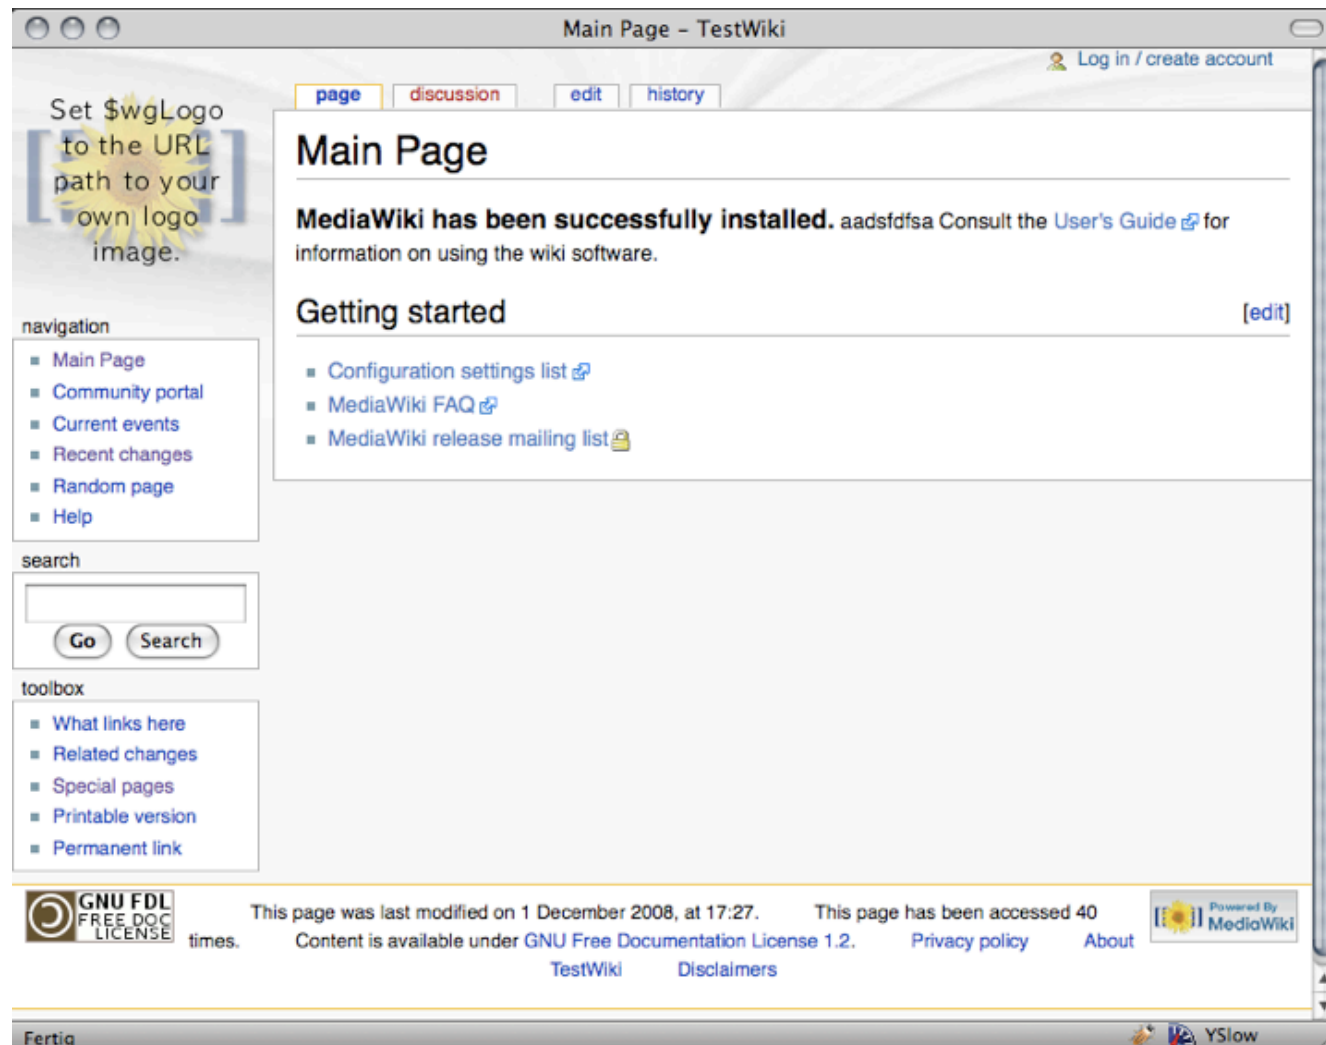 Main Page – TestWiki
Log in / create account
page discussion edit history
Set $wgLogo
to the URL
path to your
own logo
image.
Main Page
MediaWiki has been successfully installed. aadsfdfsa Consult the User's Guide for
information on using the wiki software.
Getting started [edit]
Configuration settings list
MediaWiki FAQ
MediaWiki release mailing list
navigation
Main Page
Community portal
Current events
Recent changes
Random page
Help
search
Go Search
toolbox
What links here
Related changes
Special pages
Printable version
Permanent link
GNU FDL
FREE DOC
LICENSE
This page was last modified on 1 December 2008, at 17:27. This page has been accessed 40
times. Content is available under GNU Free Documentation License 1.2. Privacy policy About
TestWiki Disclaimers
Powered By
MediaWiki
Fertig YSlow